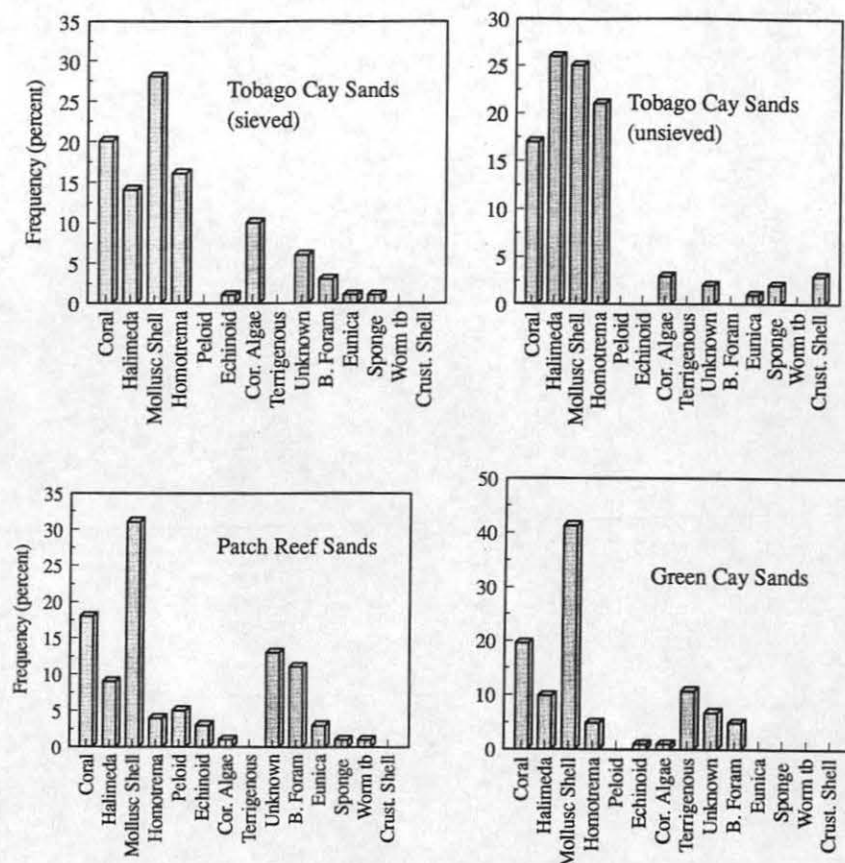 35
30
25
20
15
10
5
0
Frequency (percent)
Tobago Cay Sands
(sieved)
Coral
Halimeda
Mollusc Shell
Homotrema
Peloid
Echinoid
Cor. Algae
Terrigenous
Unknown
B. Foram
Eunica
Sponge
Worm tb
Crust. Shell
30
25
20
15
10
5
0
Tobago Cay Sands
(unsieved)
Coral
Halimeda
Mollusc Shell
Homotrema
Peloid
Echinoid
Cor. Algae
Terrigenous
Unknown
B. Foram
Eunica
Sponge
Worm tb
Crust. Shell
35
30
25
20
15
10
5
0
Frequency (percent)
Patch Reef Sands
Coral
Halimeda
Mollusc Shell
Homotrema
Peloid
Echinoid
Cor. Algae
Terrigenous
Unknown
B. Foram
Eunica
Sponge
Worm tb
Crust. Shell
50
40
30
20
10
0
Green Cay Sands
Coral
Halimeda
Mollusc Shell
Homotrema
Peloid
Echinoid
Cor. Algae
Terrigenous
Unknown
B. Foram
Eunica
Sponge
Worm tb
Crust. Shell